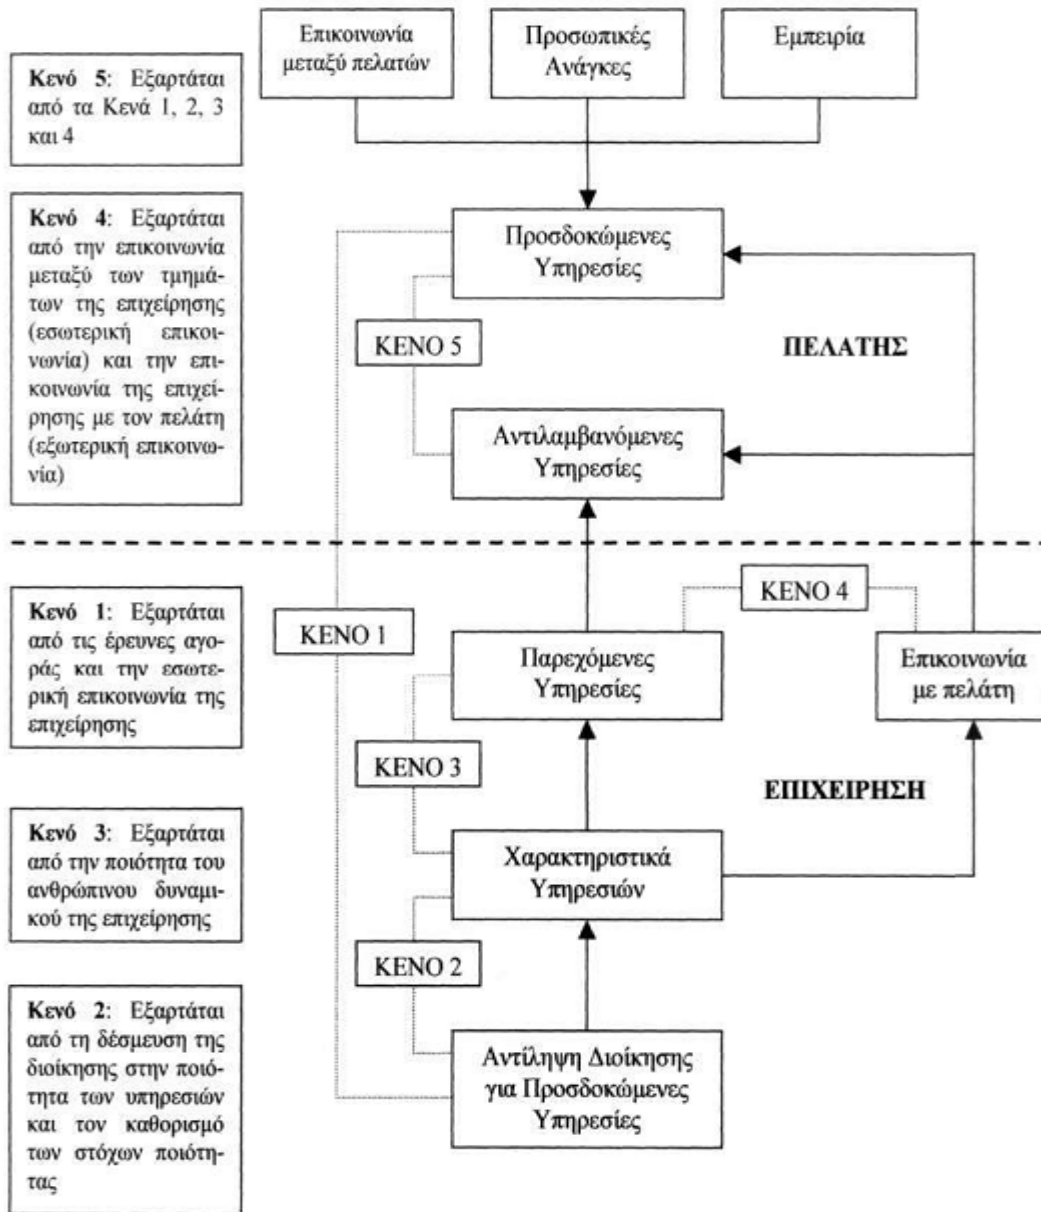 Επικοινωνία
μεταξύ πελατών
Προσωπικές
Ανάγκες
Εμπειρία
Κενό 5: Εξαρτάται
από τα Κενά 1, 2, 3
και 4
Κενό 4: Εξαρτάται
από την επικοινωνία
μεταξύ των τμημά-
των της επιχείρησης
(εσωτερική επικοι-
νωνία) και την επι-
κοινωνία της επιχεί-
ρησης με τον πελάτη
(εξωτερική επικοινω-
νία)
Προσδοκώμενες
Υπηρεσίες
ΚΕΝΟ 5
ΠΕΛΑΤΗΣ
Αντιλαμβανόμενες
Υπηρεσίες
Κενό 1: Εξαρτάται
από τις έρευνες αγο-
ράς και την εσωτε-
ρική επικοινωνία της
επιχείρησης
ΚΕΝΟ 1
ΚΕΝΟ 4
Παρεχόμενες
Υπηρεσίες
Επικοινωνία
με πελάτη
ΚΕΝΟ 3
ΕΠΙΧΕΙΡΗΣΗ
Κενό 3: Εξαρτάται
από την ποιότητα του
ανθρώπινου δυναμι-
κού της επιχείρησης
Χαρακτηριστικά
Υπηρεσιών
ΚΕΝΟ 2
Κενό 2: Εξαρτάται
από τη δέσμευση της
διοίκησης στην ποιό-
τητα των υπηρεσιών
και τον καθορισμό
των στόχων ποιότη-
τας
Αντίληψη Διοίκησης
για Προσδοκώμενες
Υπηρεσίες